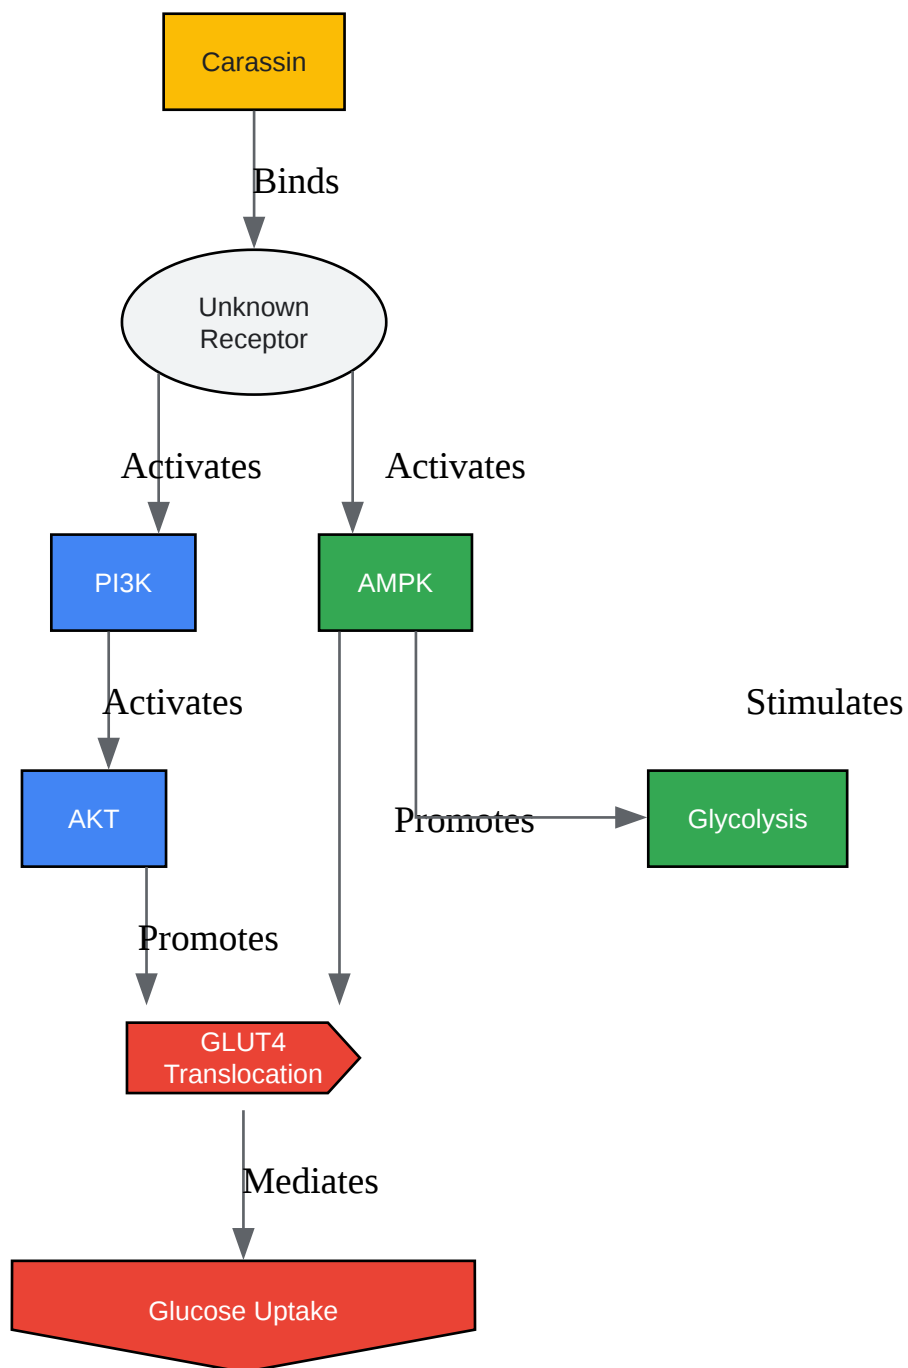 Carassin
Binds
Unknown
Receptor
Activates
Activates
PI3K
AMPK
Activates
Stimulates
AKT
Promotes
Glycolysis
Promotes
GLUT4
Translocation
Mediates
Glucose Uptake